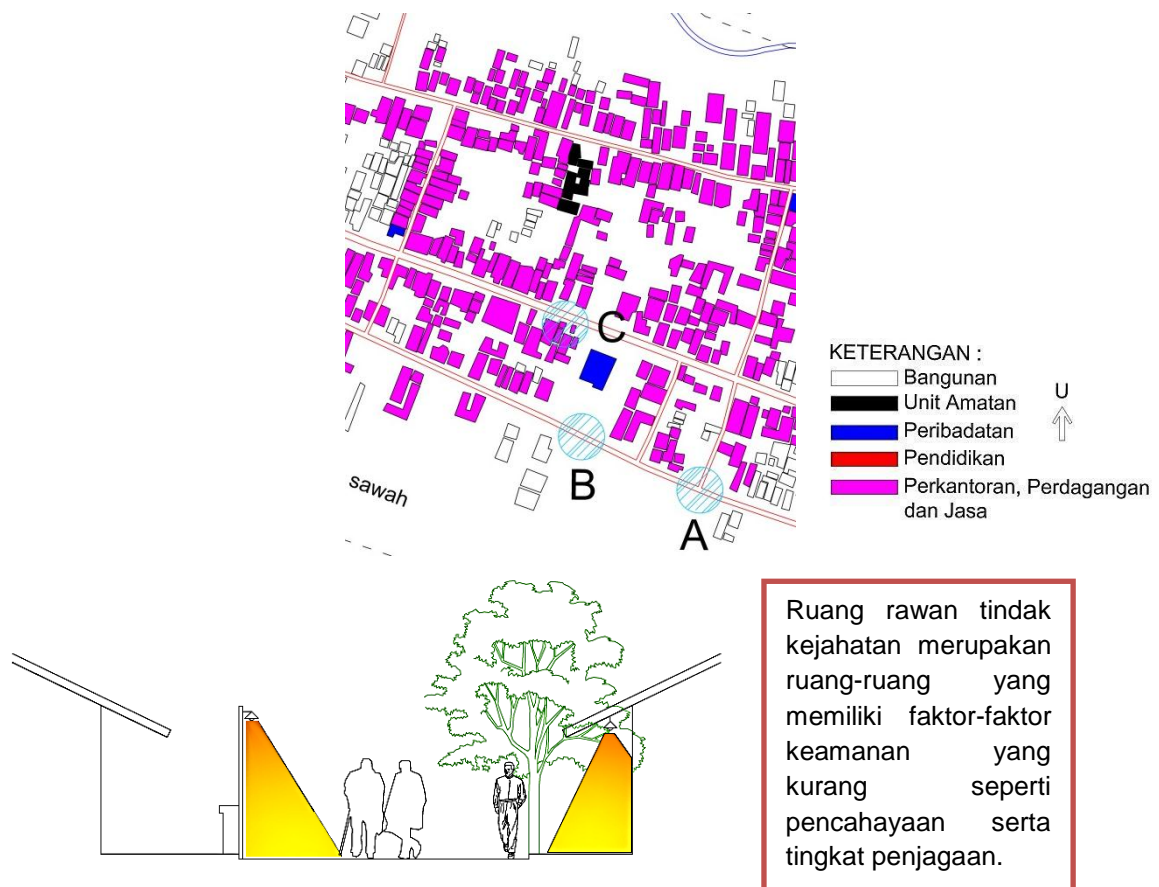 C
KETERANGAN :
Bangunan
U
Unit Amatan
Peribadatan
B
Pendidikan
sawah
Perkantoran, Perdagangan
dan Jasa
A
Ruang rawan tindak
kejahatan merupakan
ruang-ruang yang
memiliki faktor-faktor
keamanan yang
kurang seperti
pencahayaan serta
tingkat penjagaan.